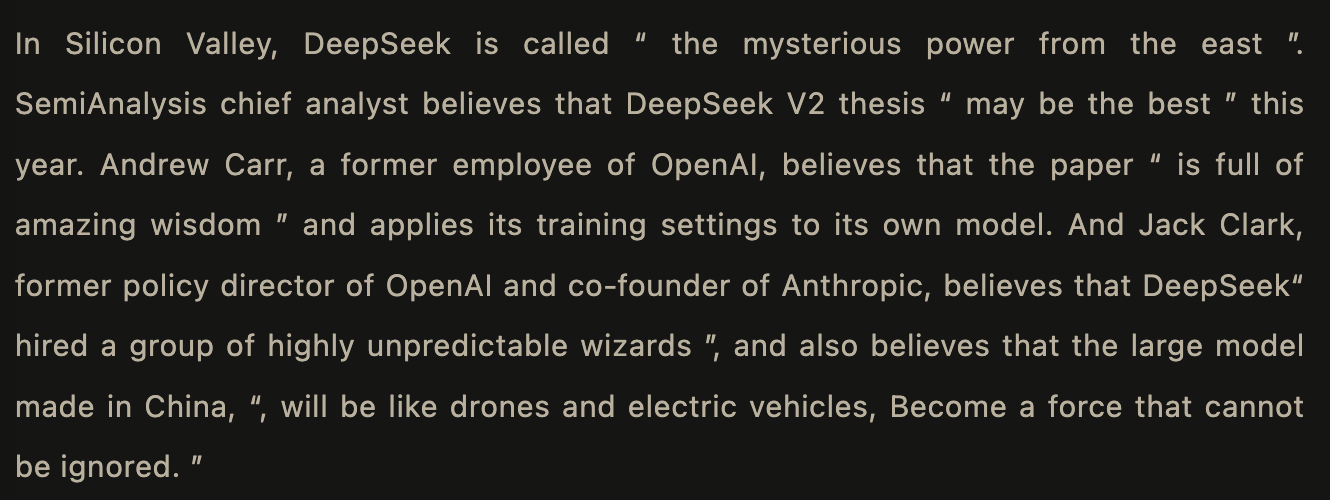 In Silicon Valley, DeepSeek is called “ the mysterious power from the east ”.
SemiAnalysis chief analyst believes that DeepSeek V2 thesis “ may be the best ” this
year. Andrew Carr, a former employee of OpenAI, believes that the paper “ is full of
amazing wisdom ” and applies its training settings to its own model. And Jack Clark,
former policy director of OpenAI and co-founder of Anthropic, believes that DeepSeek“
hired a group of highly unpredictable wizards ”, and also believes that the large model
made in China, “, will be like drones and electric vehicles, Become a force that cannot
be ignored. ”